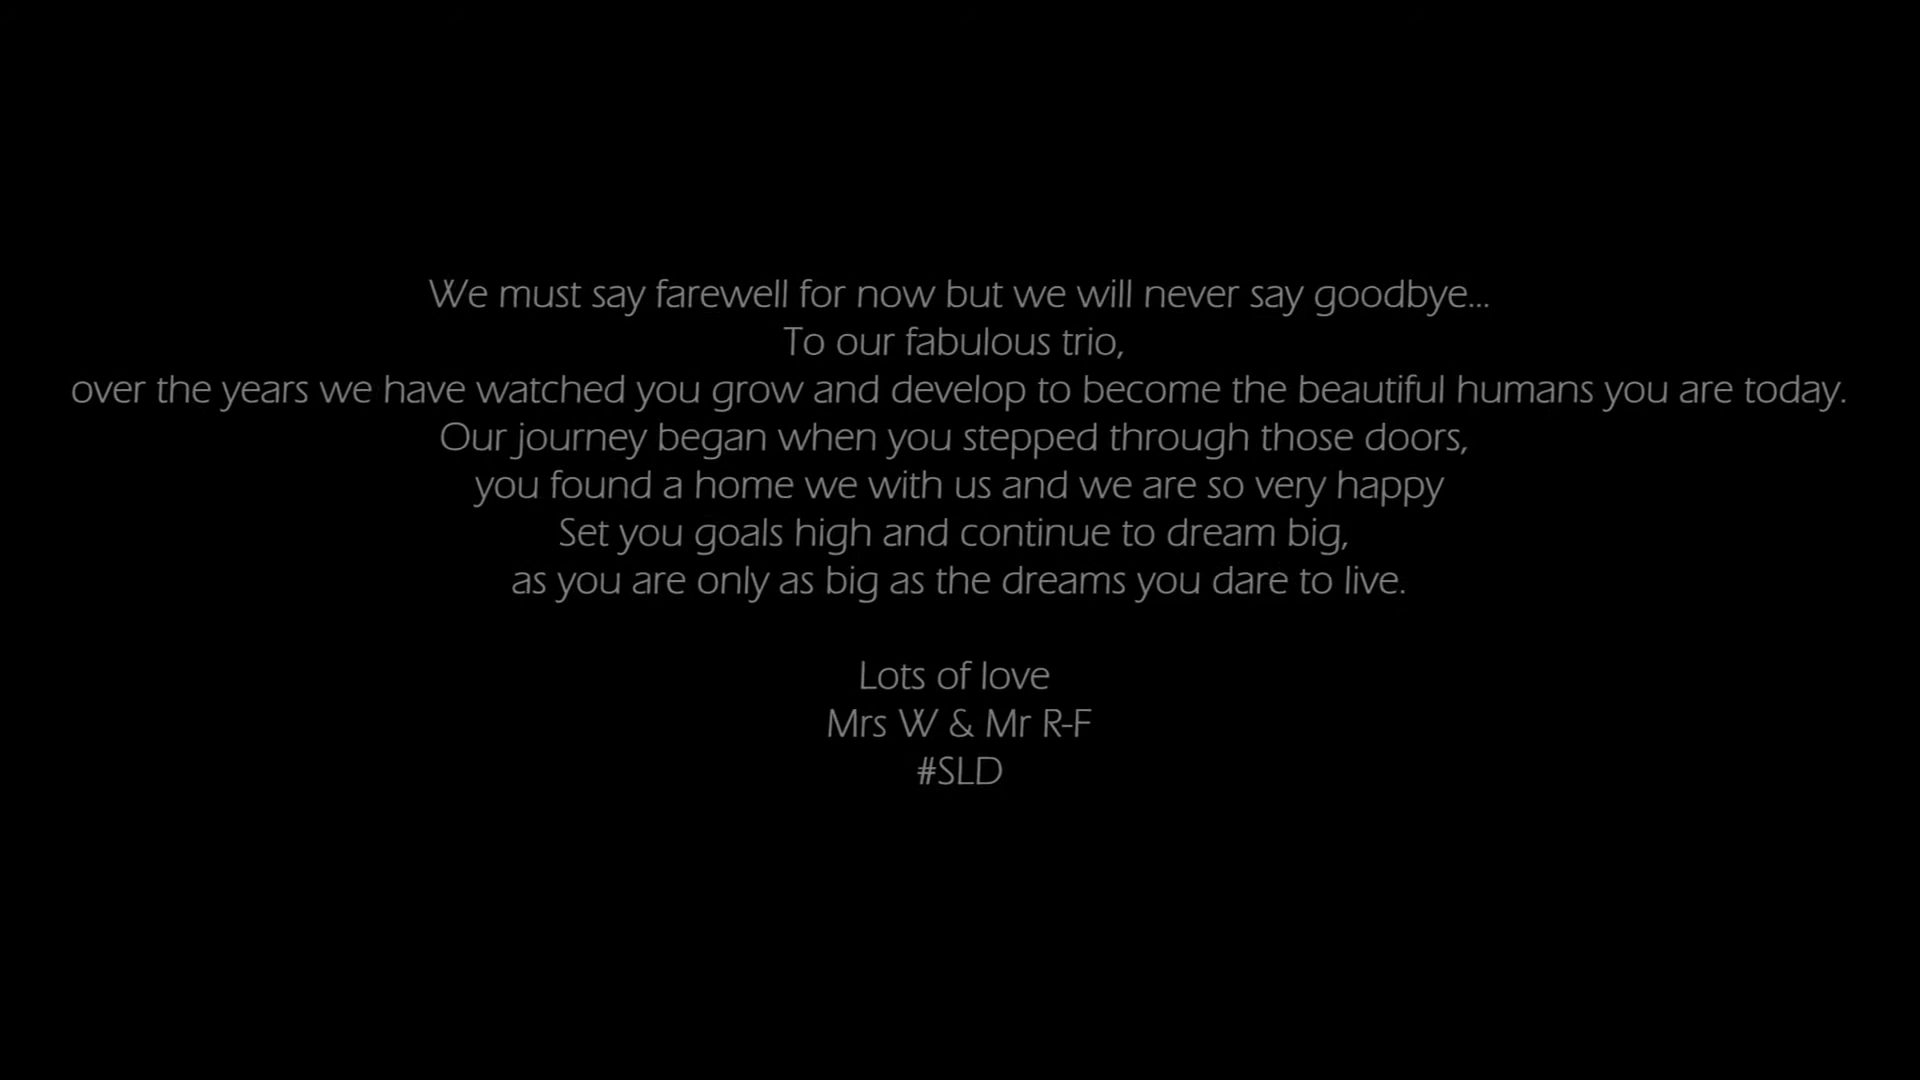 We must say farewell for now but we will never say goodbye...
To our fabulous trio,
over the years we have watched you grow and develop to become the beautiful humans you are today.
Our journey began when you stepped through those doors,
you found a home we with us and we are so very happy
Set you goals high and continue to dream big,
as you are only as big as the dreams you dare to live.
Lots of love
Mrs W & Mr R-F
#SLD